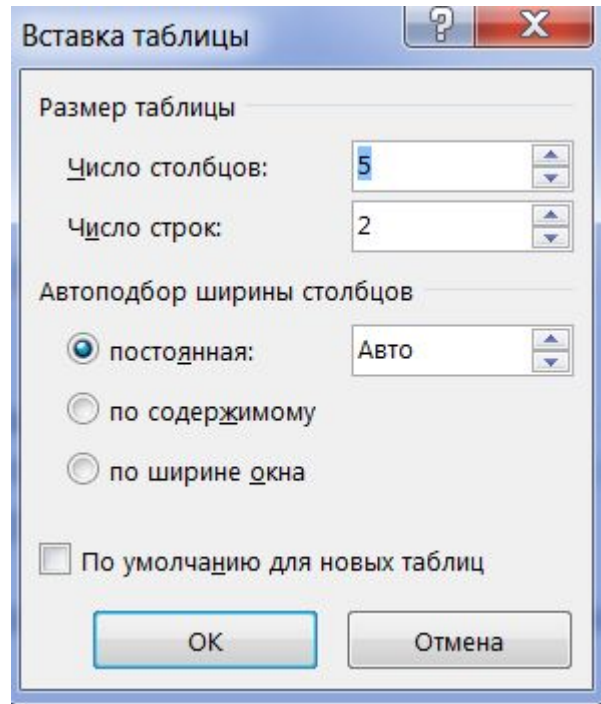 Вставка таблицы
Размер таблицы
Число столбцов: 5
Число строк: 2
Автоподбор ширины столбцов
постоянная: Авто
по содержимому
по ширине окна
По умолчанию для новых таблиц
ОК Отмена